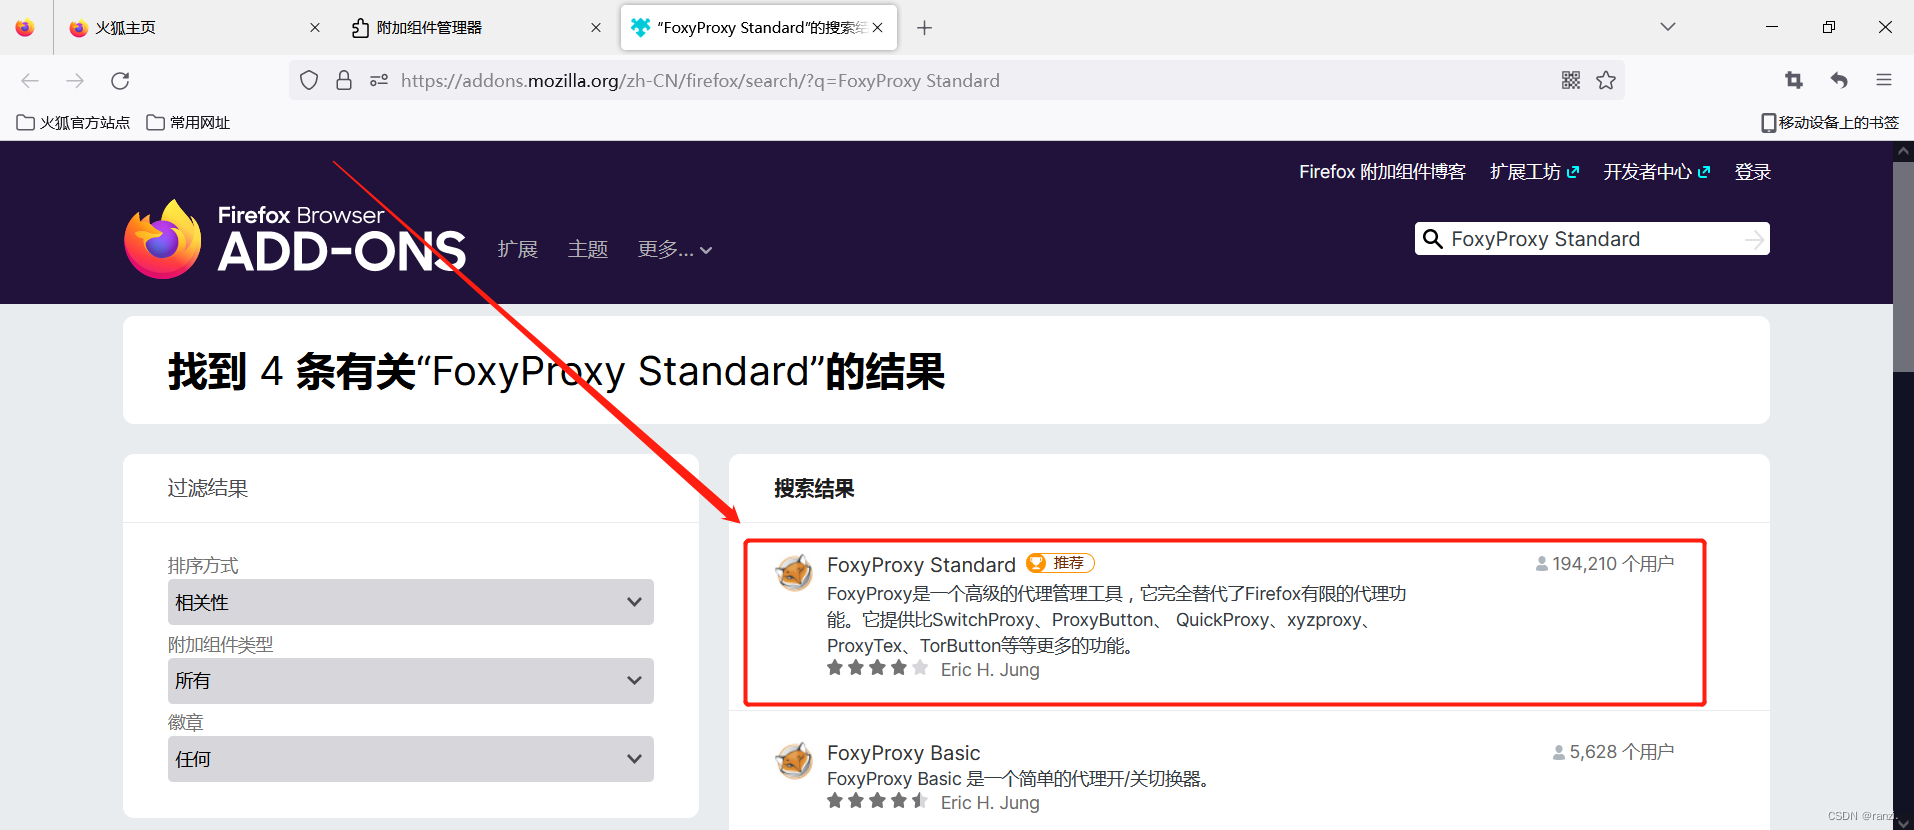 火狐主页
附加组件管理器
“FoxyProxy Standard”的搜索结
https://addons.mozilla.org/zh-CN/firefox/search/?q=FoxyProxy Standard
火狐官方站点
常用网址
移动设备上的书签
Firefox 附加组件博客
扩展工坊
开发者中心
登录
Firefox Browser
ADD-ONS
扩展
主题
更多...
FoxyProxy Standard
找到 4 条有关“FoxyProxy Standard”的结果
过滤结果
排序方式
相关性
附加组件类型
所有
徽章
任何
搜索结果
FoxyProxy Standard 推荐
194,210 个用户
FoxyProxy是一个高级的代理管理工具，它完全替代了Firefox有限的代理功
能。它提供比SwitchProxy、ProxyButton、 QuickProxy、xyzproxy、
ProxyTex、TorButton等等更多的功能。
Eric H. Jung
FoxyProxy Basic
5,628 个用户
FoxyProxy Basic 是一个简单的代理开/关切换器。
Eric H. Jung
CSDN